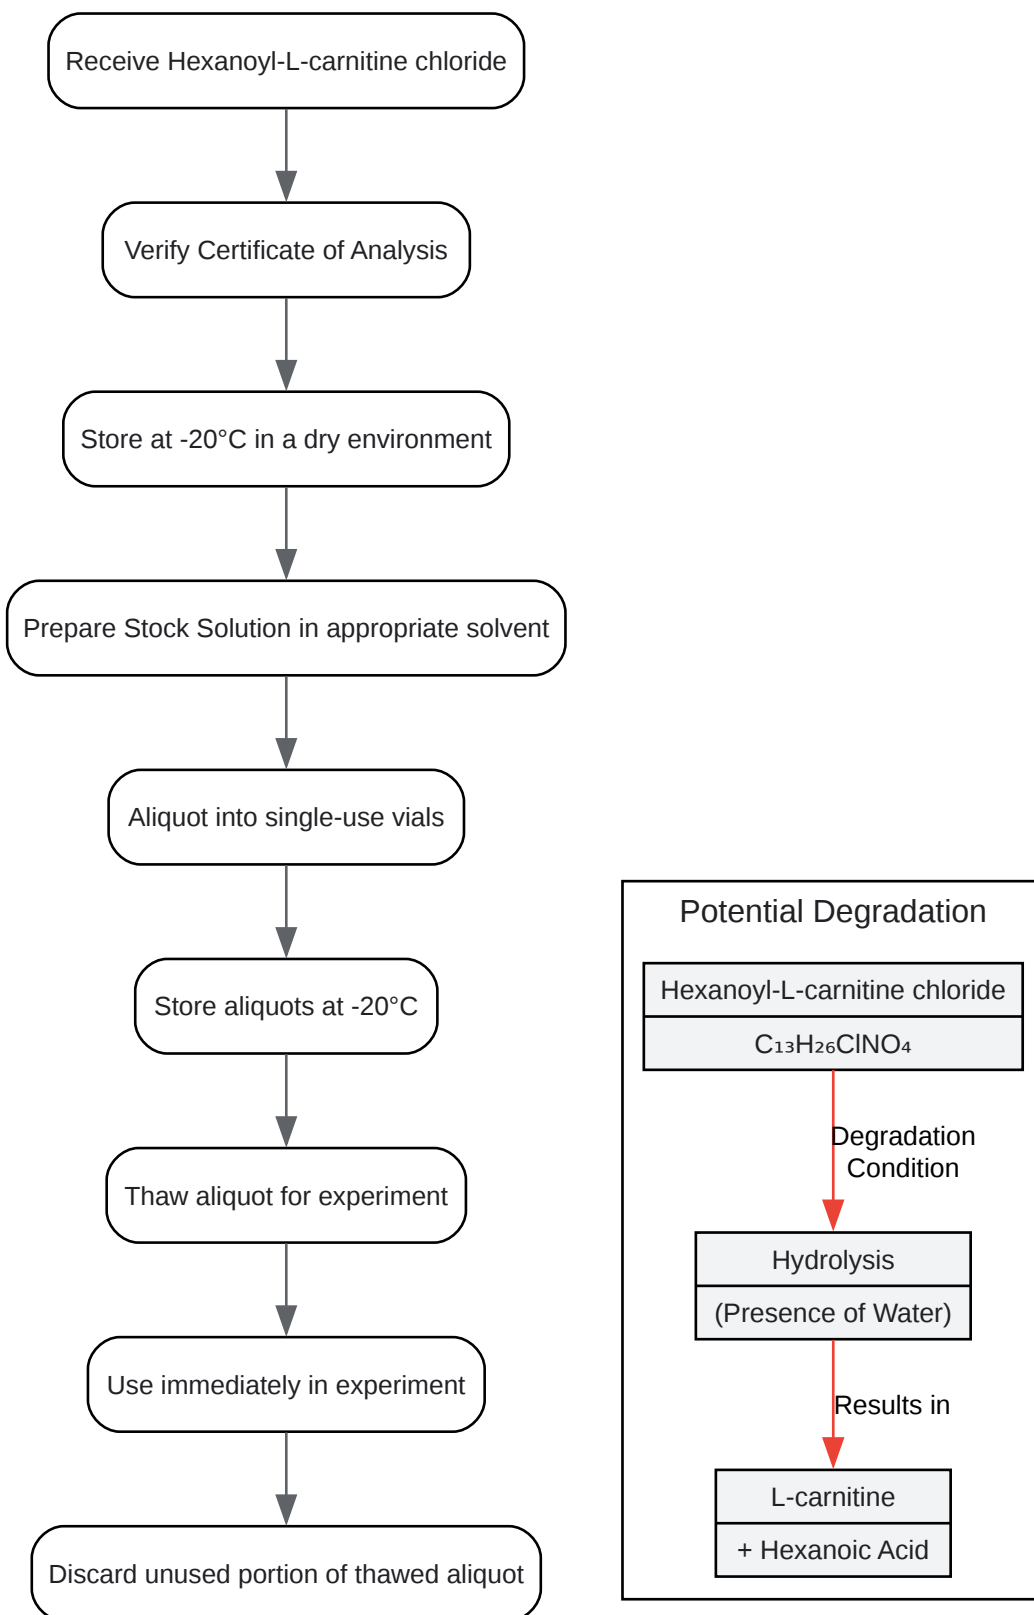 Receive Hexanoyl-L-carnitine chloride
Verify Certificate of Analysis
Store at -20°C in a dry environment
Prepare Stock Solution in appropriate solvent
Aliquot into single-use vials
Store aliquots at -20°C
Thaw aliquot for experiment
Use immediately in experiment
Discard unused portion of thawed aliquot
Potential Degradation
Hexanoyl-L-carnitine chloride
C₁₃H₂₆ClNO₄
Degradation
Condition
Hydrolysis
(Presence of Water)
Results in
L-carnitine
+ Hexanoic Acid